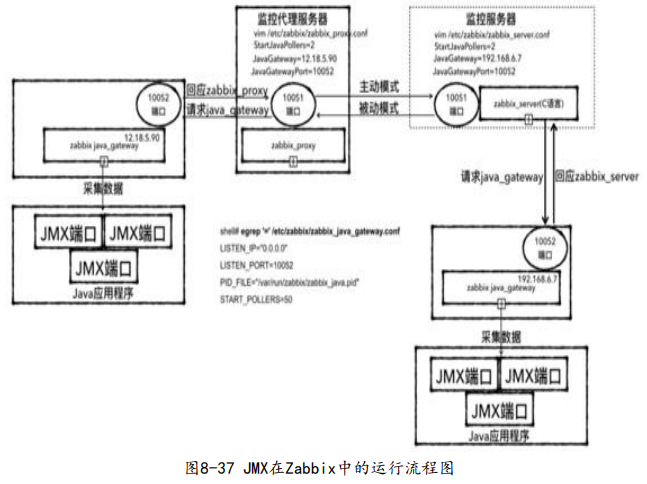 监控代理服务器
vim /etc/zabbix/zabbix_proxy.conf
StartJavaPollers=2
JavaGateway=12.18.5.90
JavaGatewayPort=10052
监控服务器
vim /etc/zabbix/zabbix_server.conf
StartJavaPollers=2
JavaGateway=192.168.6.7
JavaGatewayPort=10052
10052
端口
回应zabbix_proxy
请求java_gateway
10051
端口
主动模式
被动模式
10051
端口
zabbix_server(C语言)
12.18.5.90
zabbix java_gateway
zabbix_proxy
采集数据
请求java_gateway
回应zabbix_server
JMX端口
JMX端口
JMX端口
Java应用程序
shell# egrep '=' /etc/zabbix/zabbix_java_gateway.conf
LISTEN_IP="0.0.0.0"
LISTEN_PORT=10052
PID_FILE="/var/run/zabbix/zabbix_java.pid"
START_POLLERS=50
10052
端口
192.168.6.7
zabbix java_gateway
采集数据
JMX端口
JMX端口
JMX端口
Java应用程序
图8-37 JMX在Zabbix中的运行流程图